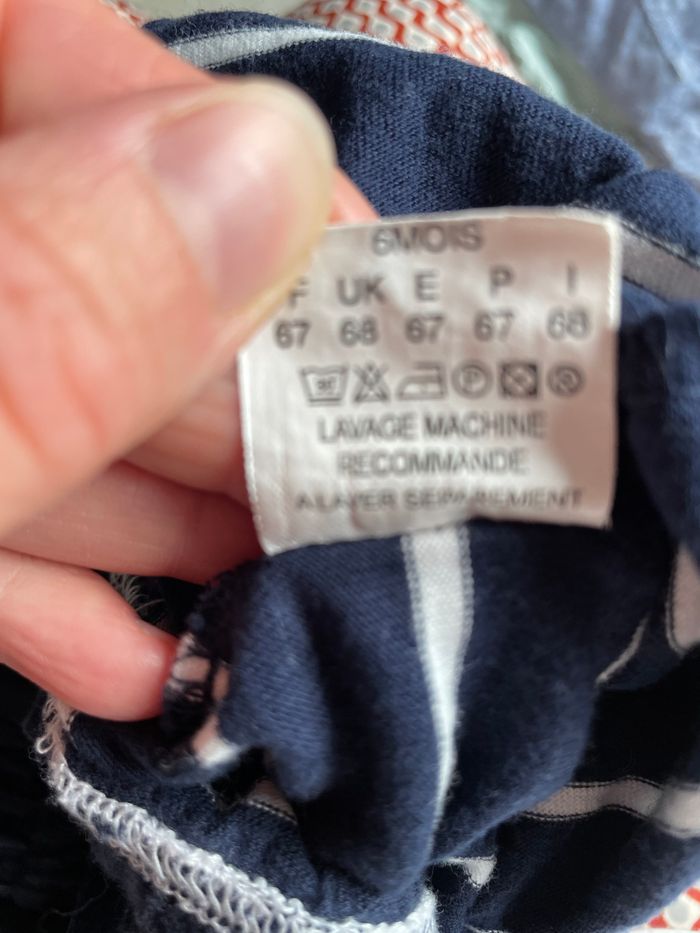 6MOIS
F UK E P I
67 68 67 67 68
LAVAGE MACHINE
RECOMMANDE
A LAVER SEPAREMENT